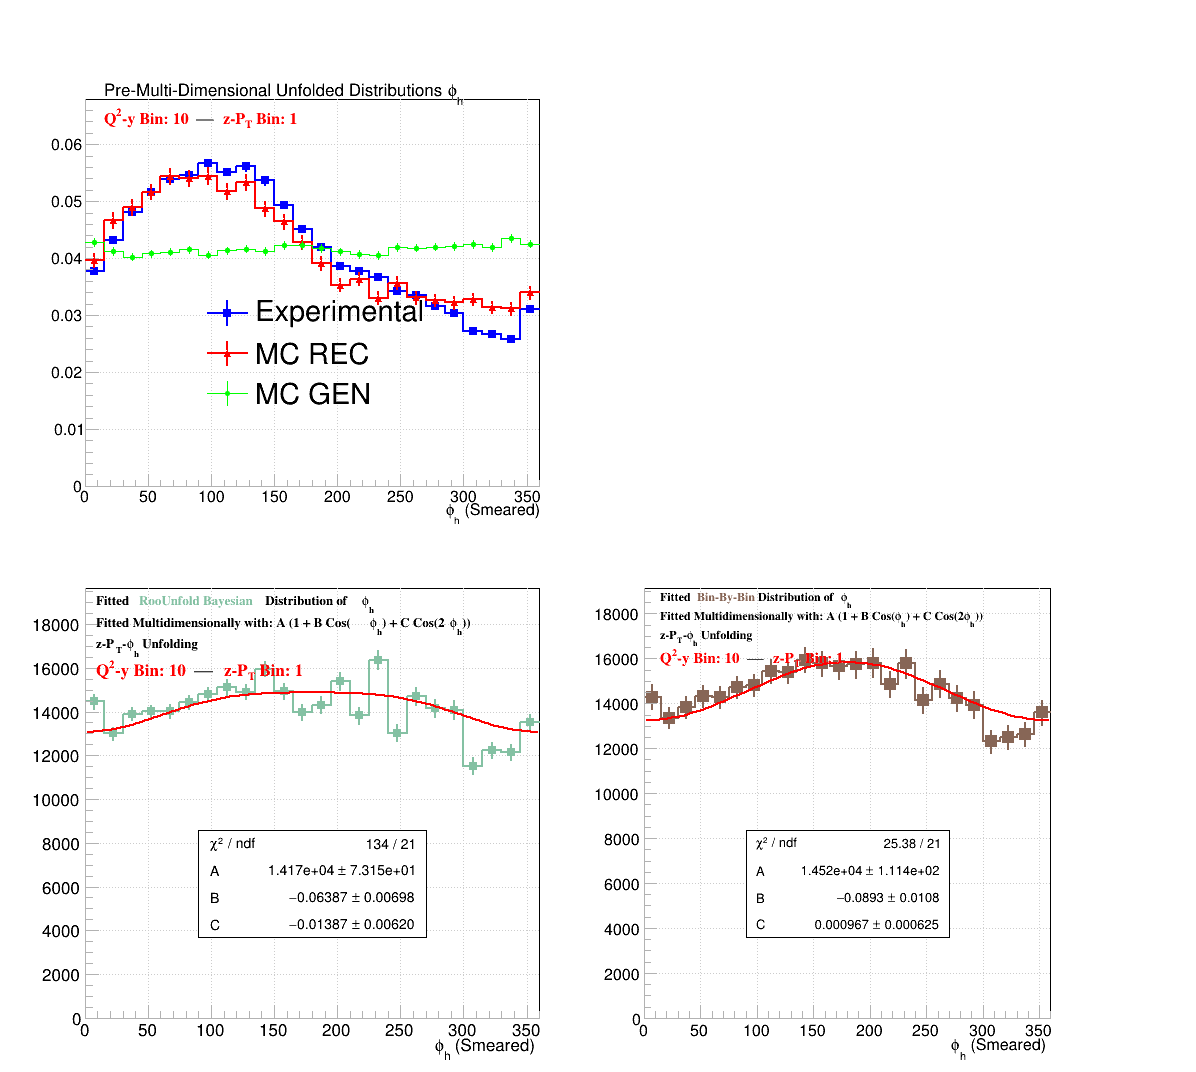 Pre-Multi-Dimensional Unfolded Distributions ϕh
Q²-y Bin: 10 — z-PT Bin: 1
0.06
0.05
0.04
0.03
0.02
0.01
0
Experimental
MC REC
MC GEN
0 50 100 150 200 250 300 350
ϕh (Smeared)
Fitted RooUnfold Bayesian Distribution of ϕh
Fitted Multidimensionally with: A (1 + B Cos( ϕh) + C Cos(2 ϕh))
z-PT-ϕh Unfolding
Q²-y Bin: 10 — z-PT Bin: 1
18000
16000
14000
12000
10000
8000
6000
4000
2000
0
χ² / ndf 134 / 21
A 1.417e+04 ± 7.315e+01
B −0.06387 ± 0.00698
C −0.01387 ± 0.00620
0 50 100 150 200 250 300 350
ϕh (Smeared)
Fitted Bin-By-Bin Distribution of ϕh
Fitted Multidimensionally with: A (1 + B Cos(ϕh) + C Cos(2ϕh))
z-PT-ϕh Unfolding
Q²-y Bin: 10 — z-PT Bin: 1
18000
16000
14000
12000
10000
8000
6000
4000
2000
0
χ² / ndf 25.38 / 21
A 1.452e+04 ± 1.114e+02
B −0.0893 ± 0.0108
C 0.000967 ± 0.000625
0 50 100 150 200 250 300 350
ϕh (Smeared)